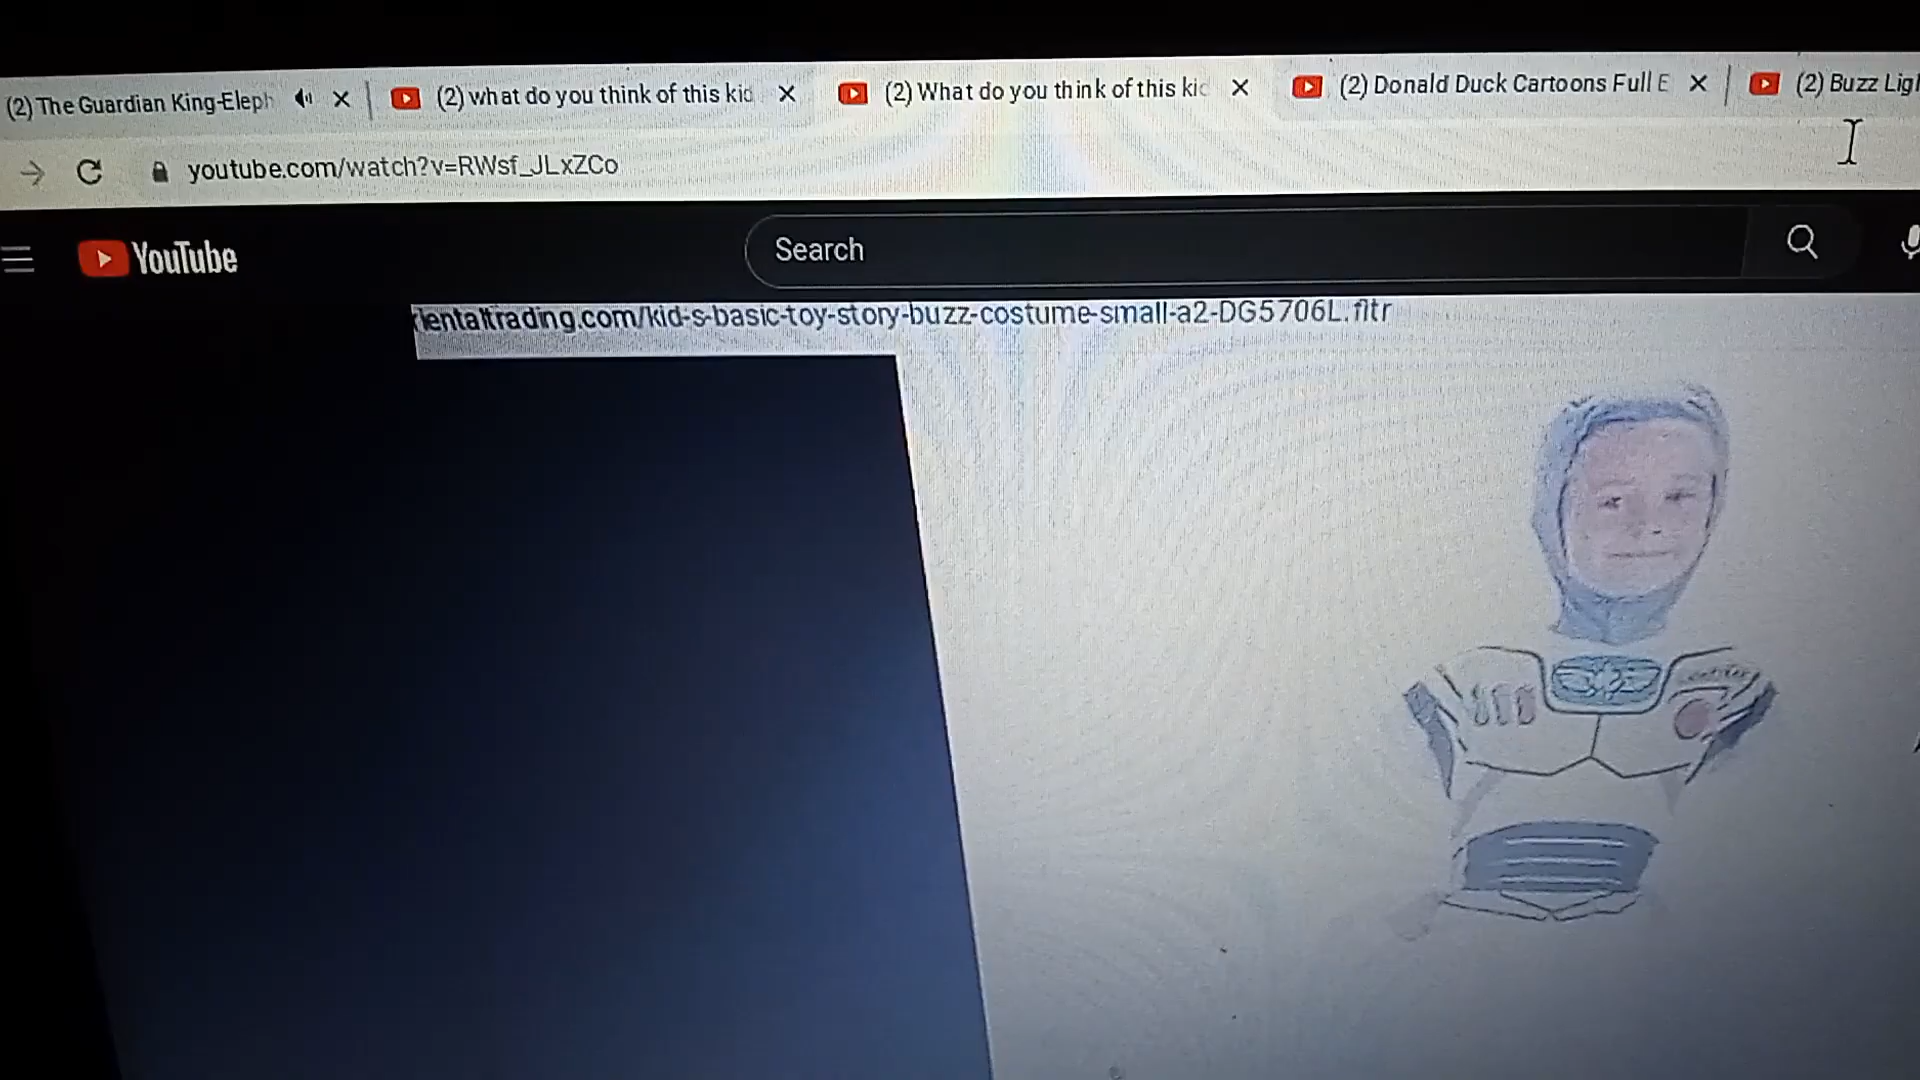 (2) The Guardian King-Eleph
(2) what do you think of this kid
(2) What do you think of this kid
(2) Donald Duck Cartoons Full E
(2) Buzz Ligh
youtube.com/watch?v=RWsf_JLxZCo
YouTube
Search
rientaltrading.com/kid-s-basic-toy-story-buzz-costume-small-a2-DG5706L.fltr